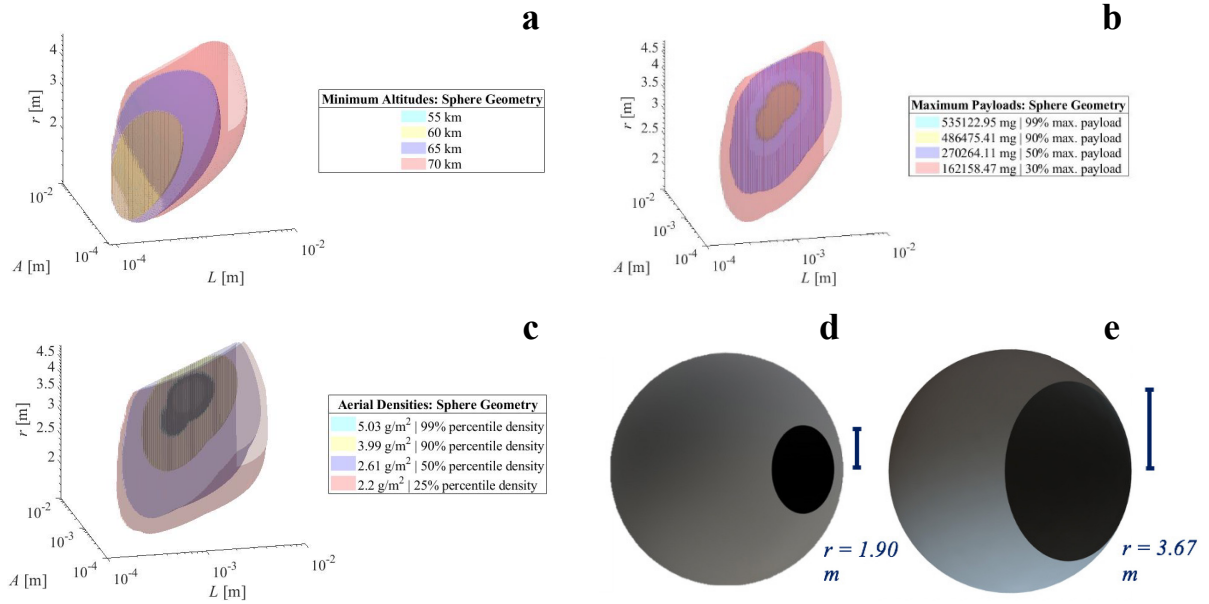 a
4
3
2
r [m]
10-2
10-4
A [m]
10-4
L [m]
10-2
Minimum Altitudes: Sphere Geometry
55 km
60 km
65 km
70 km
b
4.5
4
3.5
3
2.5
2
r [m]
10-2
10-3
10-4
A [m]
10-4
10-3
L [m]
10-2
Maximum Payloads: Sphere Geometry
535122.95 mg | 99% max. payload
486475.41 mg | 90% max. payload
270264.11 mg | 50% max. payload
162158.47 mg | 30% max. payload
c
4.5
4
3.5
3
2.5
2
r [m]
10-2
10-3
10-4
A [m]
10-4
10-3
L [m]
10-2
Aerial Densities: Sphere Geometry
5.03 g/m2 | 99% percentile density
3.99 g/m2 | 90% percentile density
2.61 g/m2 | 50% percentile density
2.2 g/m2 | 25% percentile density
d
r = 1.90
m
e
r = 3.67
m